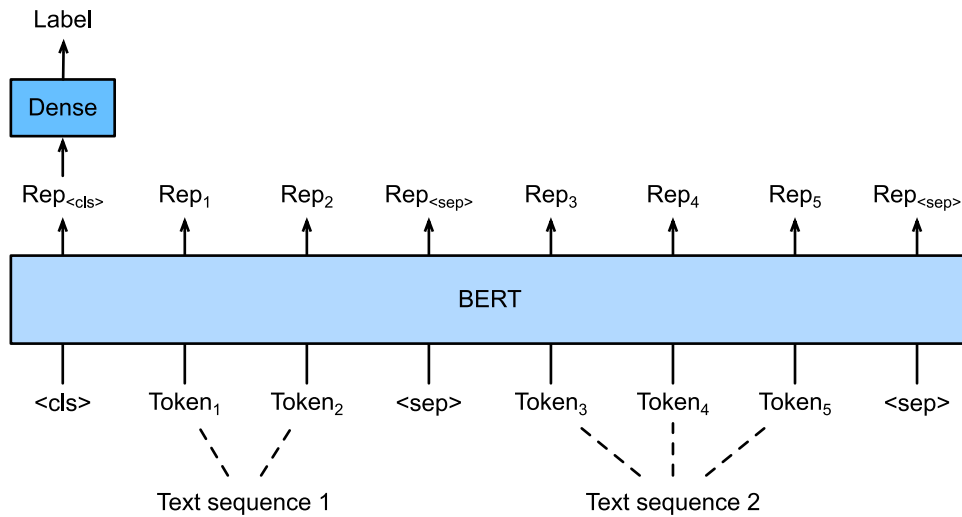 Label
Dense
Rep<cls> Rep1 Rep2 Rep<sep> Rep3 Rep4 Rep5 Rep<sep>
BERT
<cls> Token1 Token2 <sep> Token3 Token4 Token5 <sep>
Text sequence 1 Text sequence 2